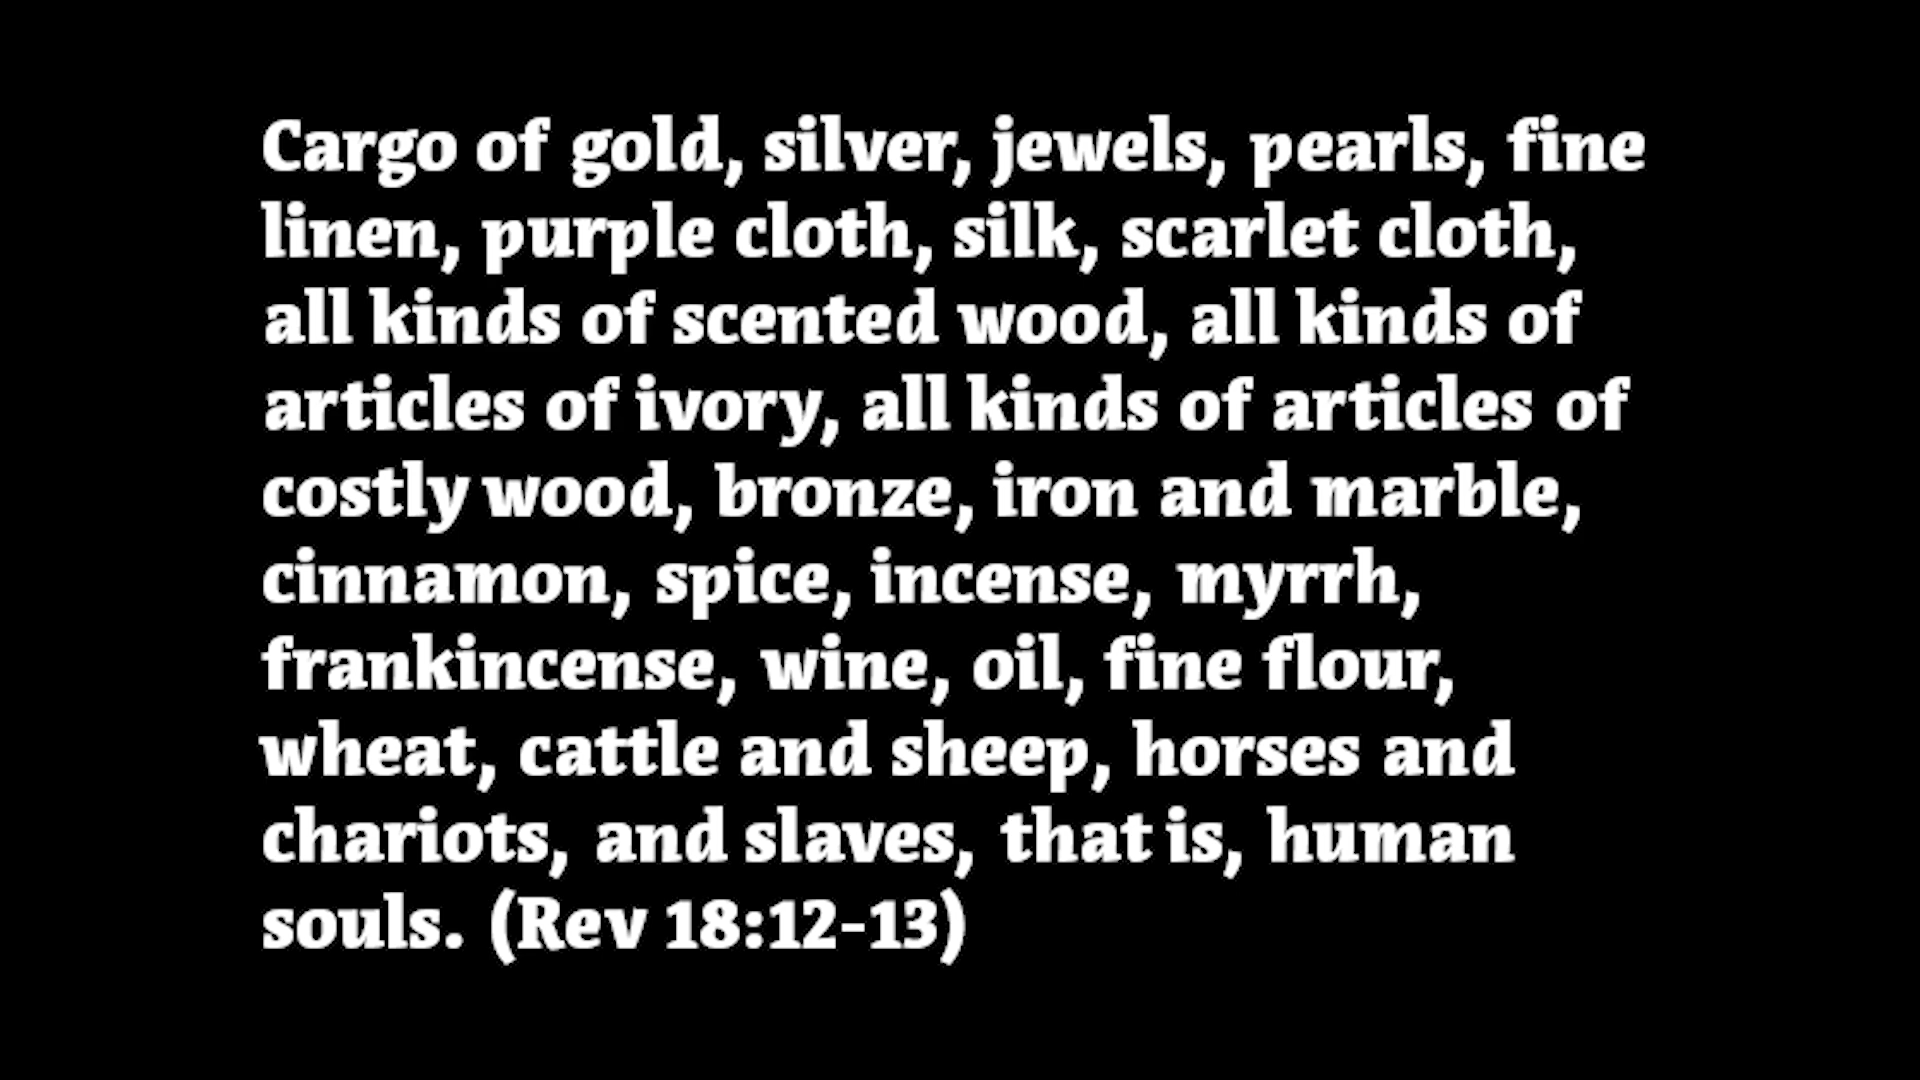 Cargo of gold, silver, jewels, pearls, fine
linen, purple cloth, silk, scarlet cloth,
all kinds of scented wood, all kinds of
articles of ivory, all kinds of articles of
costly wood, bronze, iron and marble,
cinnamon, spice, incense, myrrh,
frankincense, wine, oil, fine flour,
wheat, cattle and sheep, horses and
chariots, and slaves, that is, human
souls. (Rev 18:12-13)